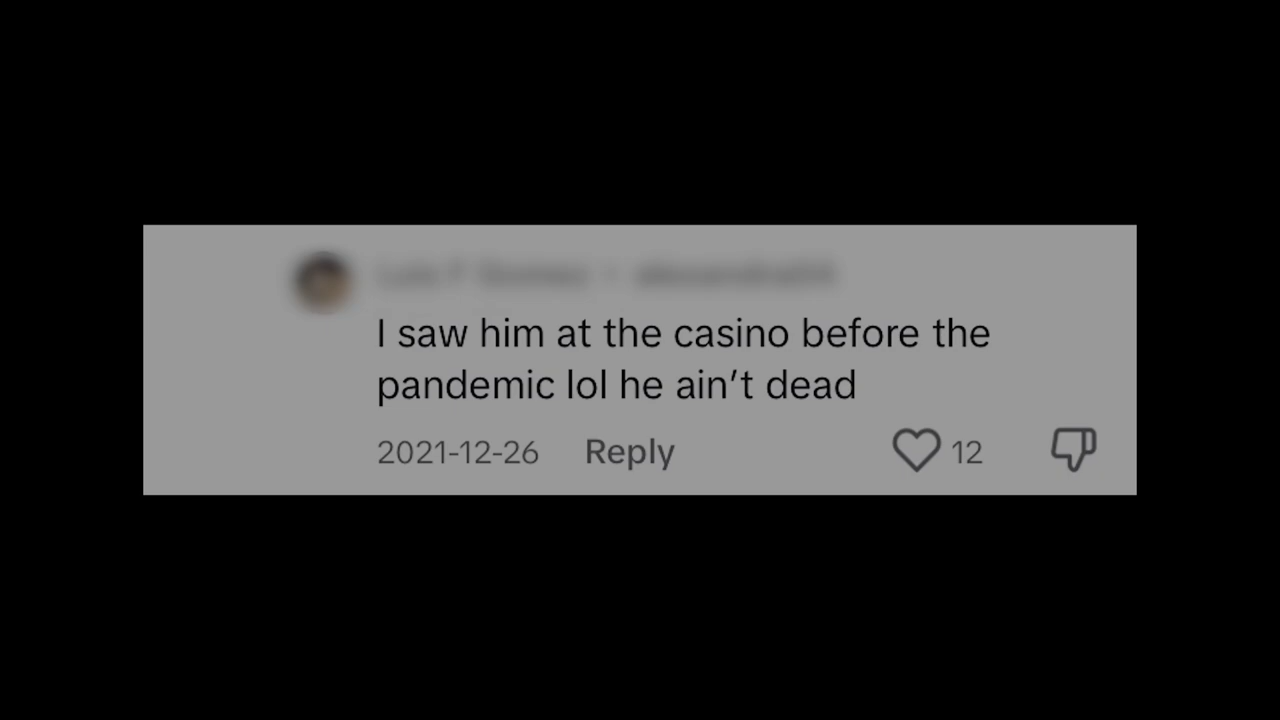 I saw him at the casino before the
pandemic lol he ain’t dead
2021-12-26 Reply 12